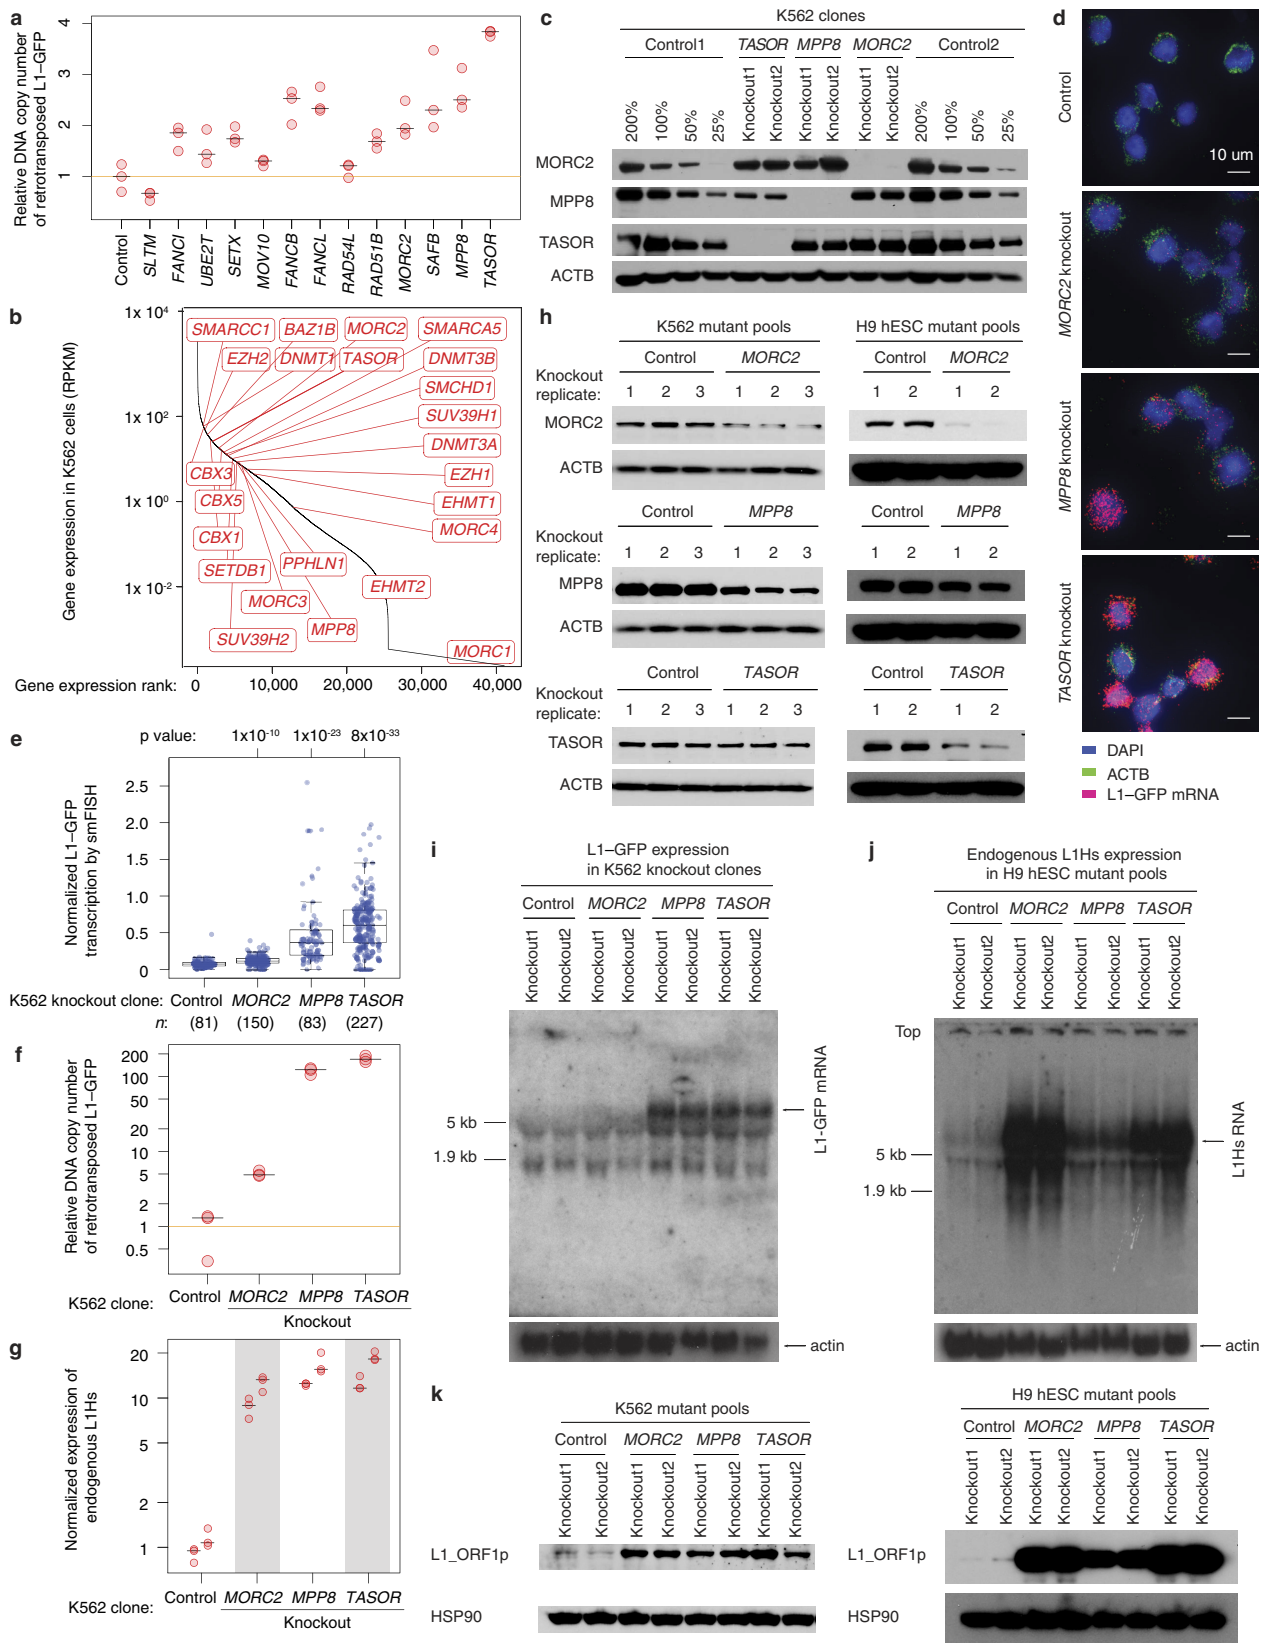 a
Relative DNA copy number
of retrotransposed L1–GFP
4
3
2
1
Control
SLTM
FANCI
UBE2T
SETX
MOV10
FANCB
FANCL
RAD54L
RAD51B
MORC2
SAFB
MPP8
TASOR
b
Gene expression in K562 cells (RPKM)
1x 10⁴
1x 10²
1x 10⁰
1x 10⁻²
SMARCC1 BAZ1B MORC2 SMARCA5
EZH2 DNMT1 TASOR DNMT3B
SMCHD1
SUV39H1
DNMT3A
CBX3 EZH1
CBX5 EHMT1
CBX1 MORC4
SETDB1 PPHLN1
MORC3 EHMT2
SUV39H2 MPP8
MORC1
Gene expression rank: 0 10,000 20,000 30,000 40,000
c
K562 clones
Control1 TASOR MPP8 MORC2 Control2
200% 100% 50% 25% Knockout1 Knockout2 Knockout1 Knockout2 Knockout1 Knockout2 200% 100% 50% 25%
MORC2
MPP8
TASOR
ACTB
d
Control
10 um
MORC2 knockout
MPP8 knockout
TASOR knockout
DAPI
ACTB
L1–GFP mRNA
e
p value: 1x10⁻¹⁰ 1x10⁻²³ 8x10⁻³³
Normalized L1–GFP
transcription by smFISH
2.5
2.0
1.5
1.0
0.5
0
K562 knockout clone: Control MORC2 MPP8 TASOR
n: (81) (150) (83) (227)
f
Relative DNA copy number
of retrotransposed L1–GFP
200
100
50
20
10
5
2
1
0.5
K562 clone: Control MORC2 MPP8 TASOR
Knockout
g
Normalized expression of
endogenous L1Hs
20
10
5
2
1
K562 clone: Control MORC2 MPP8 TASOR
Knockout
h
K562 mutant pools H9 hESC mutant pools
Control MORC2 Control MORC2
Knockout
replicate: 1 2 3 1 2 3 1 2 1 2
MORC2
ACTB
Control MPP8 Control MPP8
Knockout
replicate: 1 2 3 1 2 3 1 2 1 2
MPP8
ACTB
Control TASOR Control TASOR
Knockout
replicate: 1 2 3 1 2 3 1 2 1 2
TASOR
ACTB
i
L1–GFP expression
in K562 knockout clones
Control MORC2 MPP8 TASOR
Knockout1 Knockout2 Knockout1 Knockout2 Knockout1 Knockout2 Knockout1 Knockout2
5 kb
1.9 kb
L1-GFP mRNA
actin
j
Endogenous L1Hs expression
in H9 hESC mutant pools
Control MORC2 MPP8 TASOR
Knockout1 Knockout2 Knockout1 Knockout2 Knockout1 Knockout2 Knockout1 Knockout2
Top
5 kb
1.9 kb
L1Hs RNA
actin
k
K562 mutant pools
Control MORC2 MPP8 TASOR
Knockout1 Knockout2 Knockout1 Knockout2 Knockout1 Knockout2 Knockout1 Knockout2
L1_ORF1p
HSP90
H9 hESC mutant pools
Control MORC2 MPP8 TASOR
Knockout1 Knockout2 Knockout1 Knockout2 Knockout1 Knockout2 Knockout1 Knockout2
L1_ORF1p
HSP90